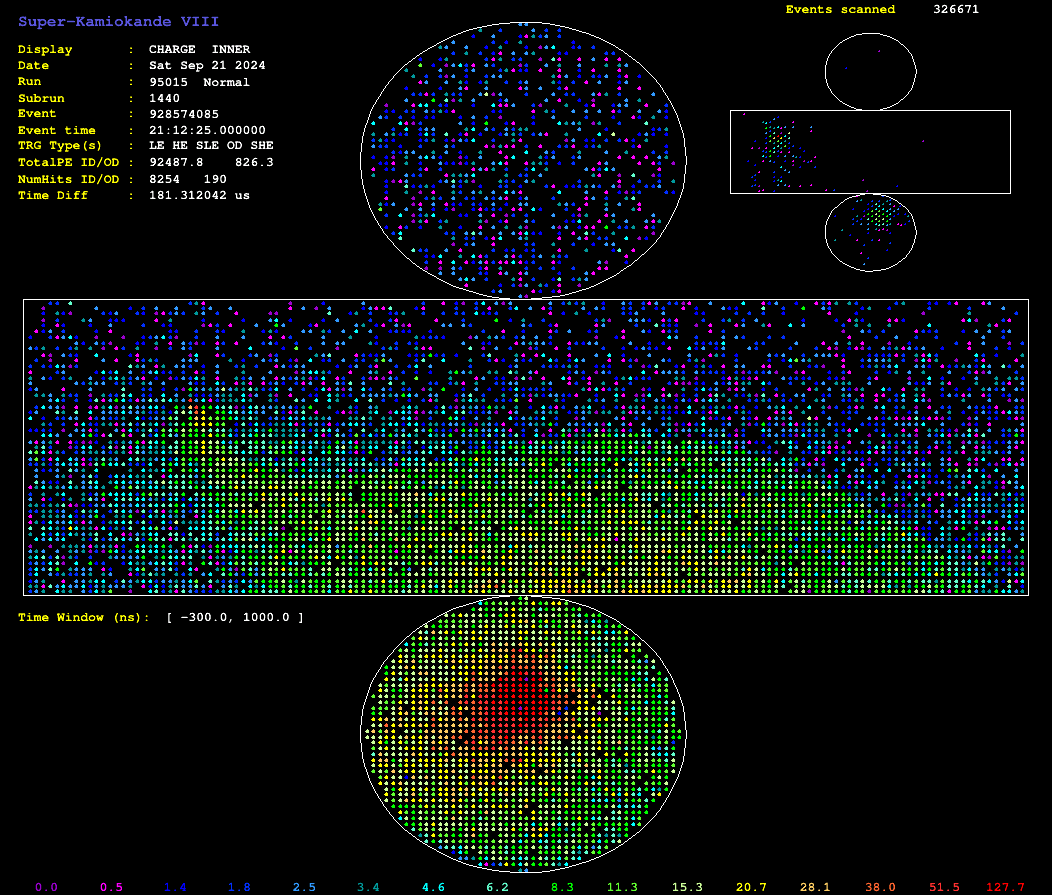 Super-Kamiokande VIII
Events scanned 326671
Display : CHARGE INNER
Date : Sat Sep 21 2024
Run : 95015 Normal
Subrun : 1440
Event : 928574085
Event time : 21:12:25.000000
TRG Type(s) : LE HE SLE OD SHE
TotalPE ID/OD : 92487.8 826.3
NumHits ID/OD : 8254 190
Time Diff : 181.312042 us
Time Window (ns): [ -300.0, 1000.0 ]
0.0 0.5 1.4 1.8 2.5 3.4 4.6 6.2 8.3 11.3 15.3 20.7 28.1 38.0 51.5 127.7